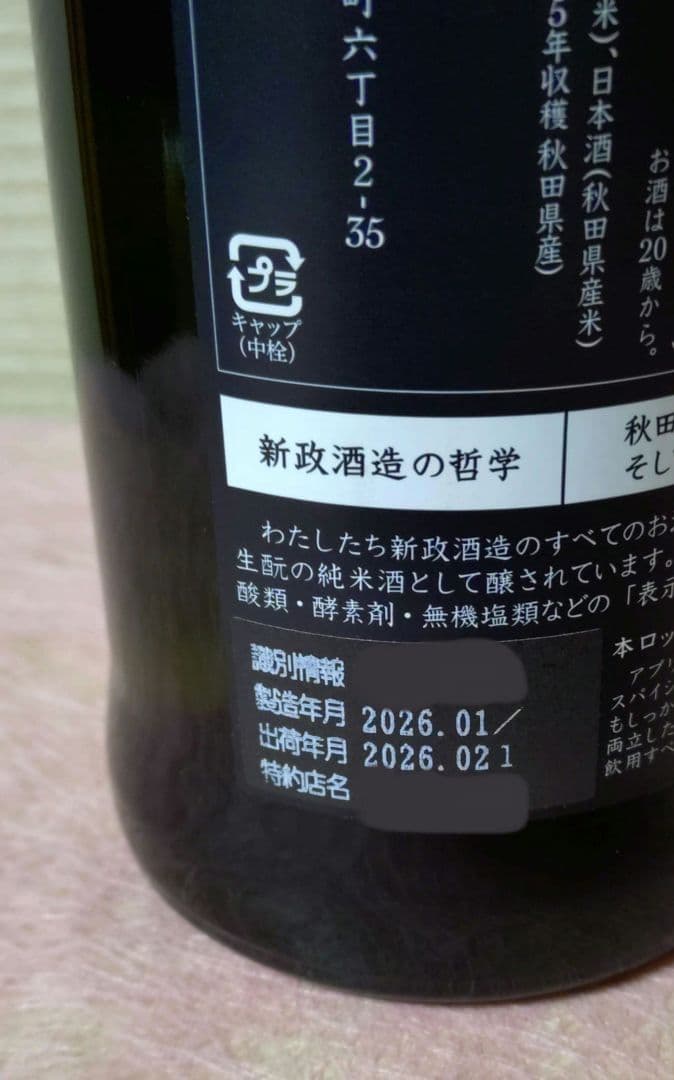 米)、日本酒(秋田県産米)
5年収穫 秋田県産)
お酒は20歳から。
町六丁目2-35
プラ
キャップ
(中栓)
新政酒造の哲学
秋田
そし
わたしたち新政酒造のすべてのお
生酛の純米酒として醸されています。
酸類・酵素剤・無機塩類などの「表示
識別情報
製造年月 2026.01/
出荷年月 2026.02 1
特約店名
本ロッ
アプリ
スパイシ
もしっか
両立した
飲用すべ